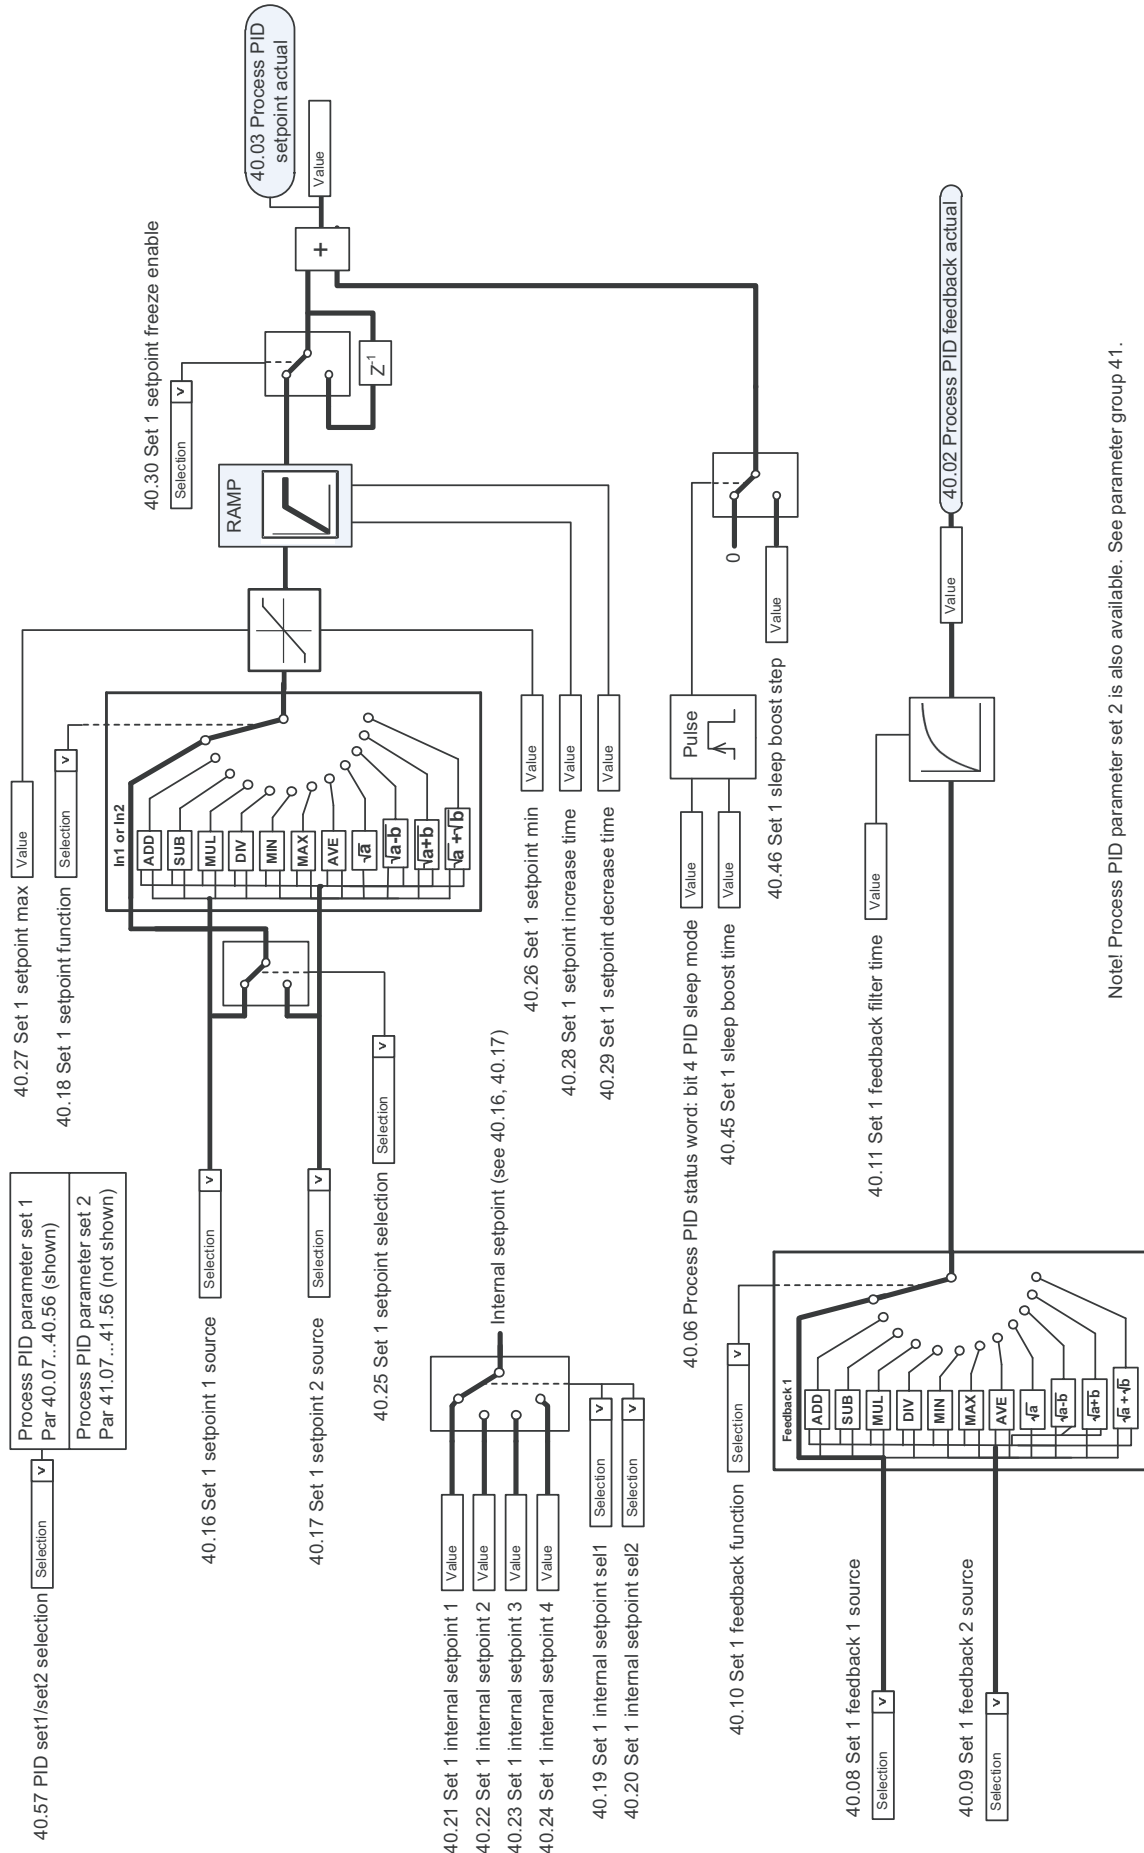 40.57 PID set1/set2 selection
Selection
v
Process PID parameter set 1
Par 40.07...40.56 (shown)
Process PID parameter set 2
Par 41.07...41.56 (not shown)
40.27 Set 1 setpoint max
Value
40.18 Set 1 setpoint function
Selection
v
40.16 Set 1 setpoint 1 source
Selection
v
40.17 Set 1 setpoint 2 source
Selection
v
40.25 Set 1 setpoint selection
Selection
v
In1 or In2
ADD
SUB
MUL
DIV
MIN
MAX
AVE
√a
√a-b
√a+b
√a +√b
RAMP
40.30 Set 1 setpoint freeze enable
Selection
v
Z-1
+
40.03 Process PID
setpoint actual
Value
40.21 Set 1 internal setpoint 1
Value
40.22 Set 1 internal setpoint 2
Value
40.23 Set 1 internal setpoint 3
Value
40.24 Set 1 internal setpoint 4
Value
40.19 Set 1 internal setpoint sel1
Selection
v
40.20 Set 1 internal setpoint sel2
Selection
v
Internal setpoint (see 40.16, 40.17)
40.26 Set 1 setpoint min
Value
40.28 Set 1 setpoint increase time
Value
40.29 Set 1 setpoint decrease time
Value
40.06 Process PID status word: bit 4 PID sleep mode
Value
40.45 Set 1 sleep boost time
Value
Pulse
0
40.46 Set 1 sleep boost step
Value
40.10 Set 1 feedback function
Selection
v
40.08 Set 1 feedback 1 source
Selection
v
40.09 Set 1 feedback 2 source
Selection
v
Feedback 1
ADD
SUB
MUL
DIV
MIN
MAX
AVE
√a
√a-b
√a+b
√a +√b
40.11 Set 1 feedback filter time
Value
Value
40.02 Process PID feedback actual
Note! Process PID parameter set 2 is also available. See parameter group 41.